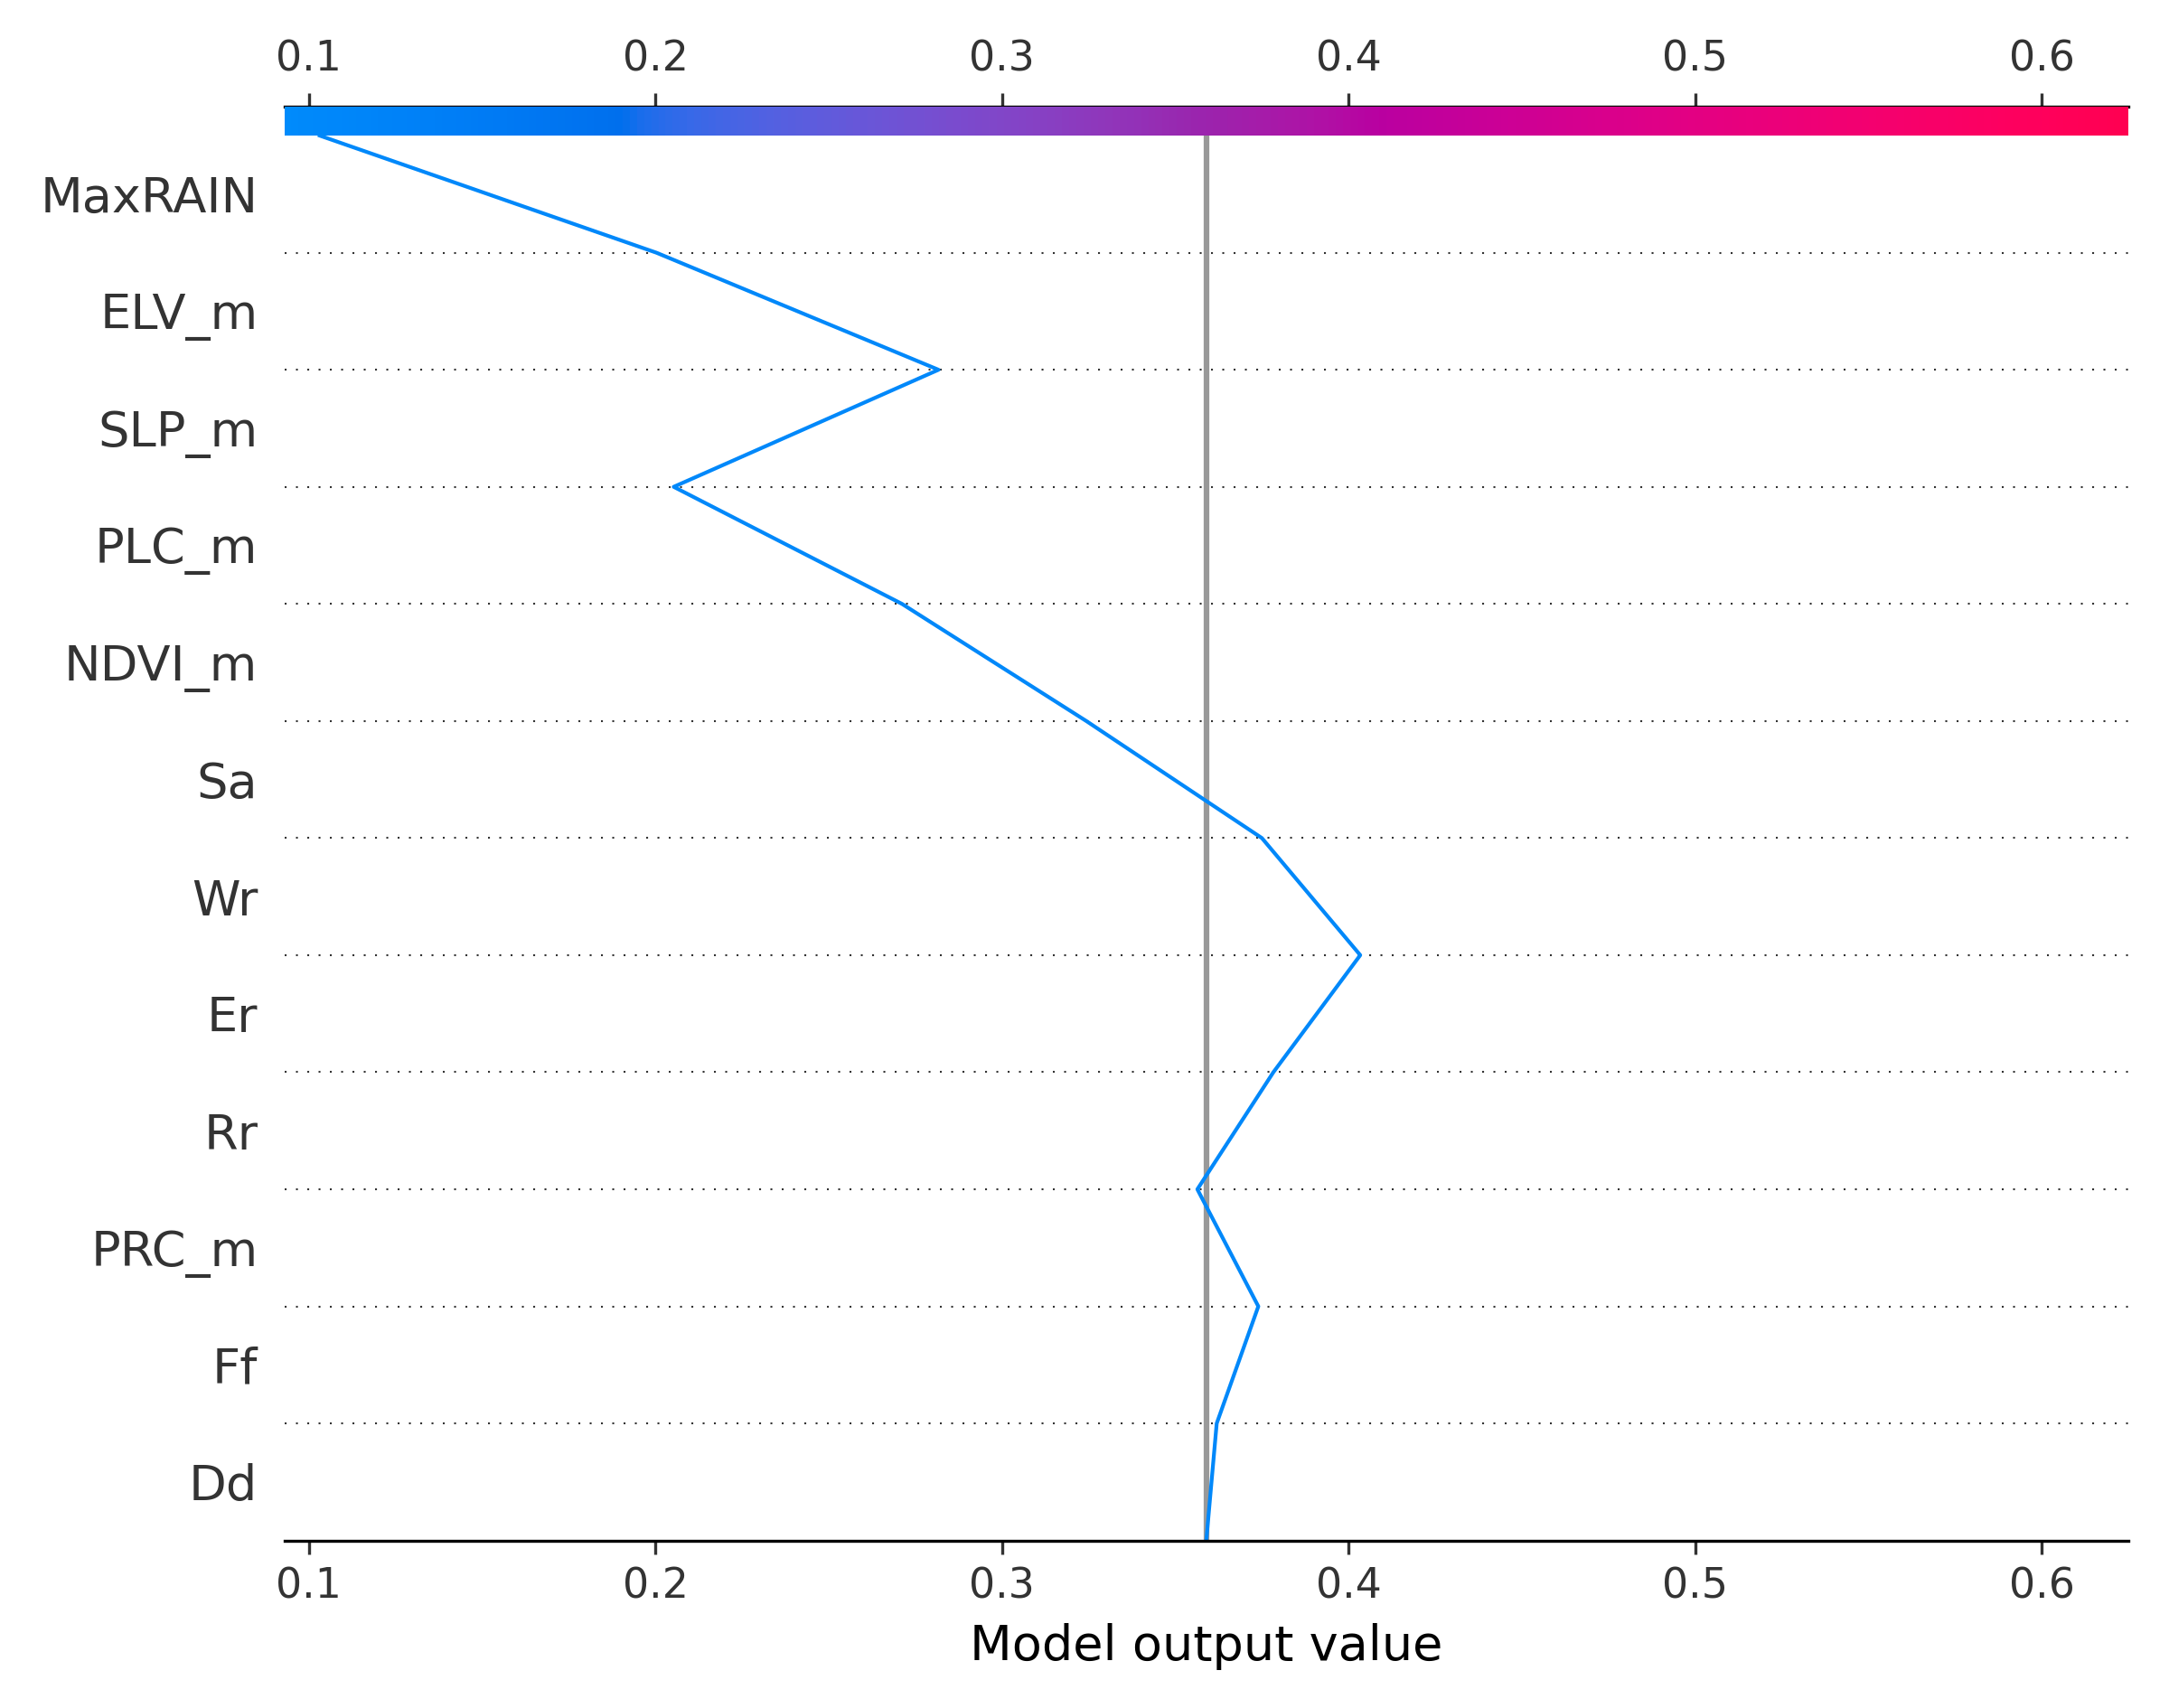 0.1 0.2 0.3 0.4 0.5 0.6
MaxRAIN
ELV_m
SLP_m
PLC_m
NDVI_m
Sa
Wr
Er
Rr
PRC_m
Ff
Dd
0.1 0.2 0.3 0.4 0.5 0.6
Model output value